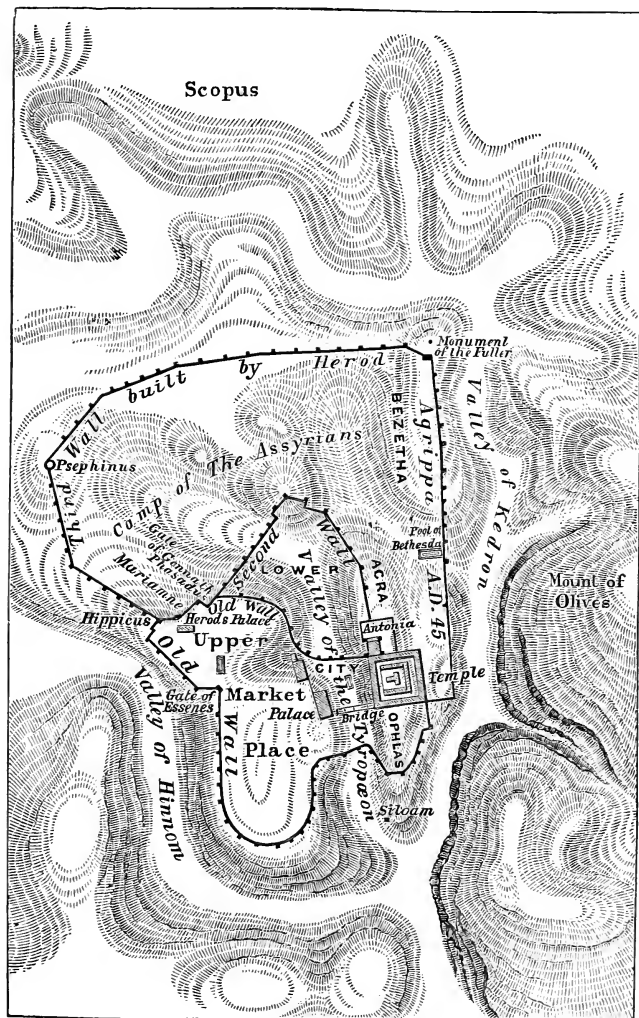 Scopus
Monument
of the Fuller
Third Wall built by Herod Agrippa A.D. 45
Valley of Kedron
BEZETHA
Psephinus
Camp of The Assyrians
Gate
of Gennath
Phasael
Mariamne
Hippicus
Second Wall
Pool of
Bethesda
Mount of
Olives
LOWER
CITY
AGRA
Valley of the Tyropæon
Old Wall
Herods Palace
Antonia
Upper
Market
Place
Old Wall
Gate of
Essenes
Palace
Bridge
T
Temple
OPHLAS
Siloam
Valley of Hinnom